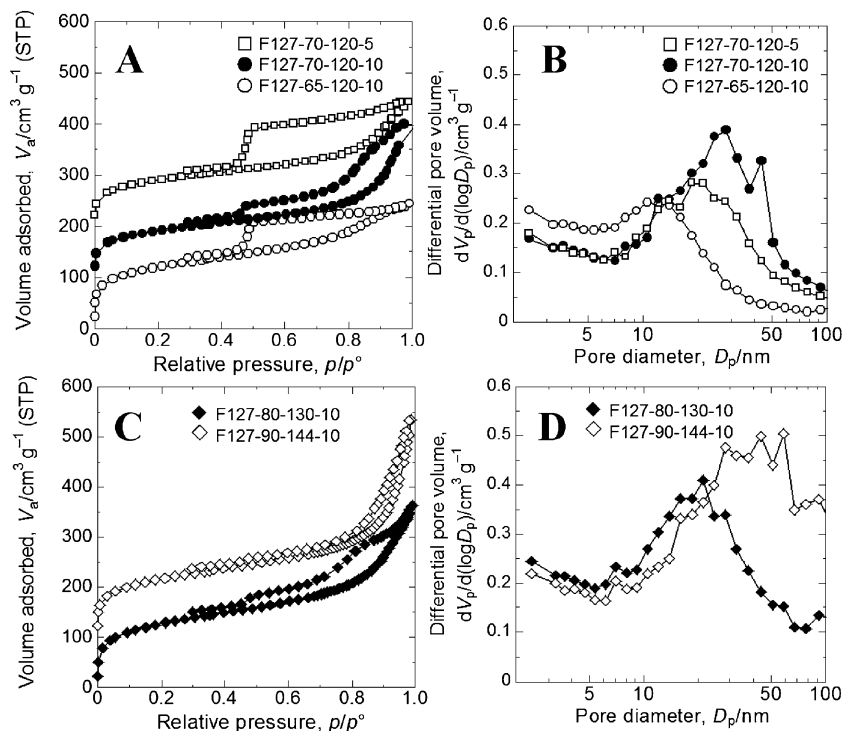 A
F127-70-120-5
F127-70-120-10
F127-65-120-10
Volume adsorbed, Va/cm³ g⁻¹ (STP)
600
500
400
300
200
100
0
0 0.2 0.4 0.6 0.8 1.0
Relative pressure, p/p°
B
F127-70-120-5
F127-70-120-10
F127-65-120-10
Differential pore volume,
dVp/d(logDp)/cm³ g⁻¹
0.6
0.5
0.4
0.3
0.2
0.1
0
5 10 50 100
Pore diameter, Dp/nm
C
F127-80-130-10
F127-90-144-10
Volume adsorbed, Va/cm³ g⁻¹ (STP)
600
500
400
300
200
100
0
0 0.2 0.4 0.6 0.8 1.0
Relative pressure, p/p°
D
F127-80-130-10
F127-90-144-10
Differential pore volume,
dVp/d(logDp)/cm³ g⁻¹
0.6
0.5
0.4
0.3
0.2
0.1
0
5 10 50 100
Pore diameter, Dp/nm